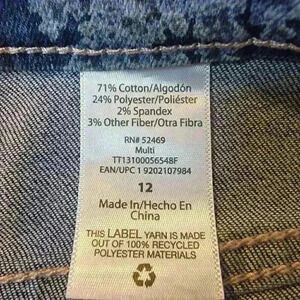 71% Cotton/Algodón
24% Polyester/Poliéster
2% Spandex
3% Other Fiber/Otra Fibra
RN# 52469
Multi
TT13100056548F
EAN/UPC 1 9202107984
12
Made In/Hecho En
China
THIS LABEL YARN IS MADE
OUT OF 100% RECYCLED
POLYESTER MATERIALS